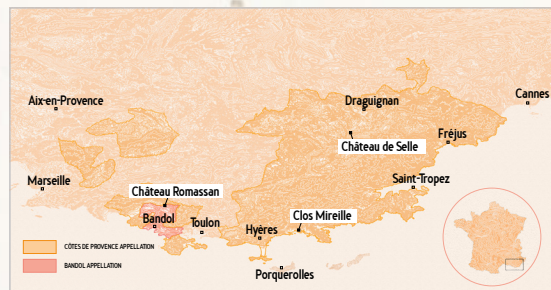 Cannes
Aix-en-Provence
Draguignan
Fréjus
Château de Selle
Marseille
Saint-Tropez
Château Romassan
Clos Mireille
Bandol
Toulon
Hyères
CÔTES DE PROVENCE APPELLATION
BANDOL APPELLATION
Porquerolles